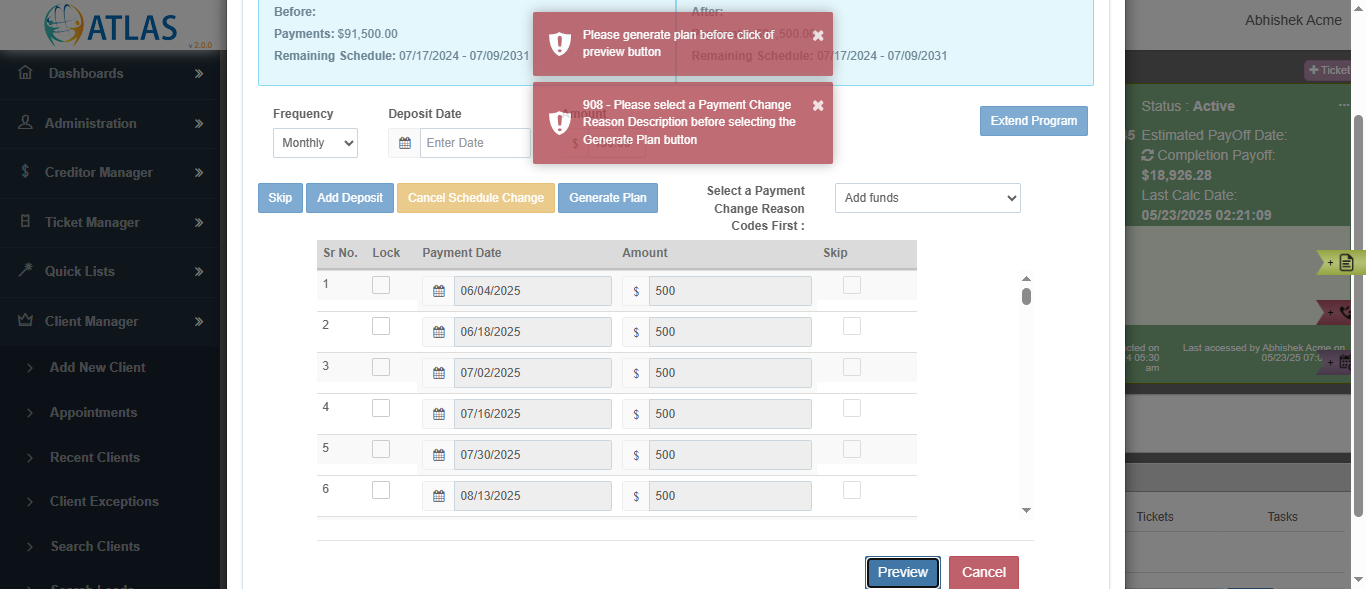 ATLAS
v 2.0.0
Abhishek Acme
Dashboards
Administration
Creditor Manager
Ticket Manager
Quick Lists
Client Manager
Add New Client
Appointments
Recent Clients
Client Exceptions
Search Clients
Search Leads
Before:
Payments: $91,500.00
Remaining Schedule: 07/17/2024 - 07/09/2031
After:
Remaining Schedule: 07/17/2024 - 07/09/2031
Please generate plan before click of
preview button
908 - Please select a Payment Change
Reason Description before selecting the
Generate Plan button
Frequency
Deposit Date
Amount
Monthly
Enter Date
$
Extend Program
Skip
Add Deposit
Cancel Schedule Change
Generate Plan
Select a Payment
Change Reason
Codes First :
Add funds
Sr No. Lock Payment Date Amount Skip
1 06/04/2025 $ 500
2 06/18/2025 $ 500
3 07/02/2025 $ 500
4 07/16/2025 $ 500
5 07/30/2025 $ 500
6 08/13/2025 $ 500
Preview
Cancel
+ Ticket
Status : Active
...
5 Estimated PayOff Date:
Completion Payoff:
$18,926.28
Last Calc Date:
05/23/2025 02:21:09
+
+
+
cted on
4 05:30
am
Last accessed by Abhishek Acme on
05/23/25 07:
Tickets
Tasks